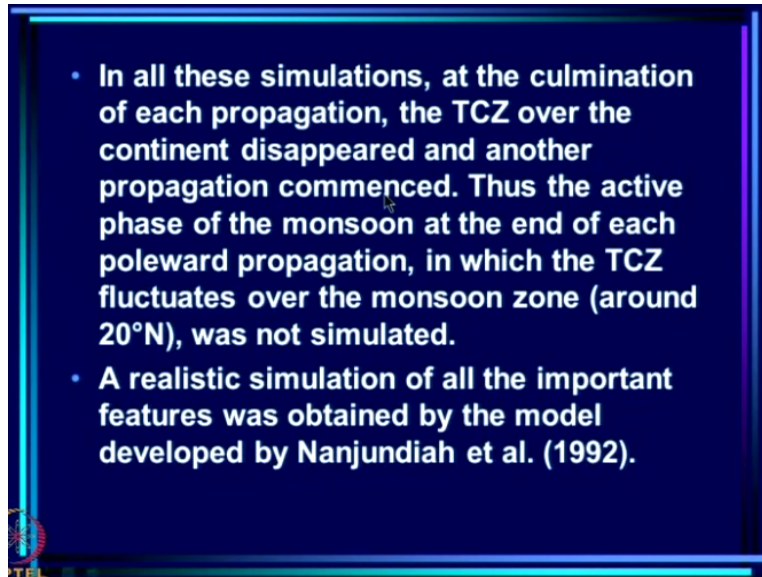 • In all these simulations, at the culmination
of each propagation, the TCZ over the
continent disappeared and another
propagation commenced. Thus the active
phase of the monsoon at the end of each
poleward propagation, in which the TCZ
fluctuates over the monsoon zone (around
20°N), was not simulated.
• A realistic simulation of all the important
features was obtained by the model
developed by Nanjundiah et al. (1992).